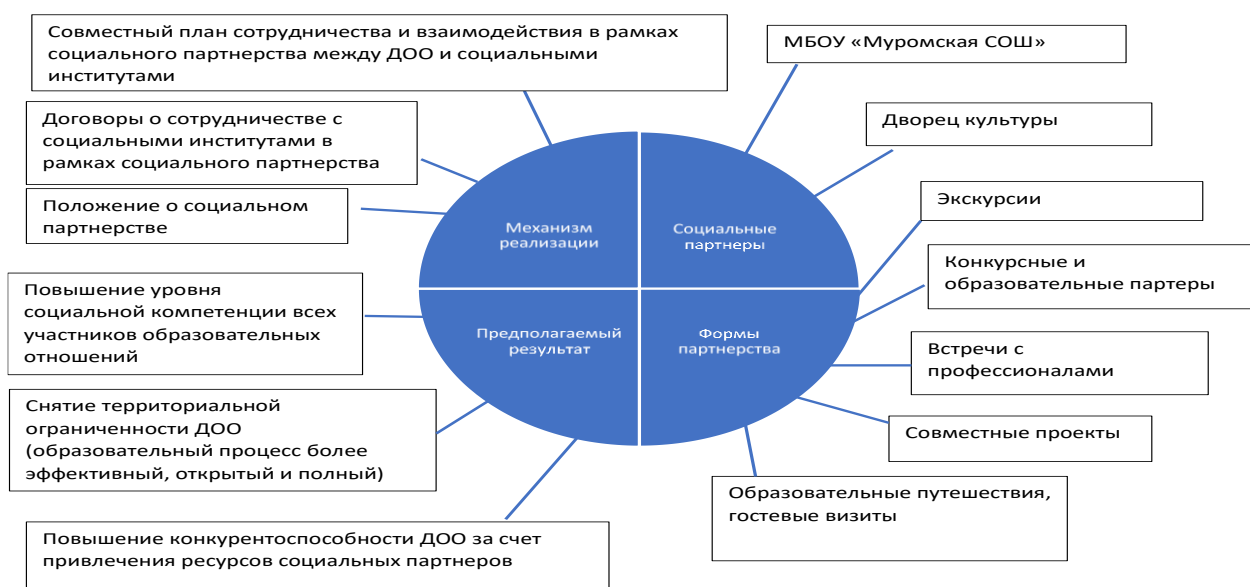 Совместный план сотрудничества и взаимодействия в рамках
социального партнерства между ДОО и социальными
институтами
Договоры о сотрудничестве с
социальными институтами в
рамках социального партнерства
Положение о социальном
партнерстве
Повышение уровня
социальной компетенции всех
участников образовательных
отношений
Снятие территориальной
ограниченности ДОО
(образовательный процесс более
эффективный, открытый и полный)
Повышение конкурентоспособности ДОО за счет
привлечения ресурсов социальных партнеров
Механизм
реализации
Социальные
партнеры
Предполагаемый
результат
Формы
партнерства
МБОУ «Муромская СОШ»
Дворец культуры
Экскурсии
Конкурсные и
образовательные партеры
Встречи с
профессионалами
Совместные проекты
Образовательные путешествия,
гостевые визиты